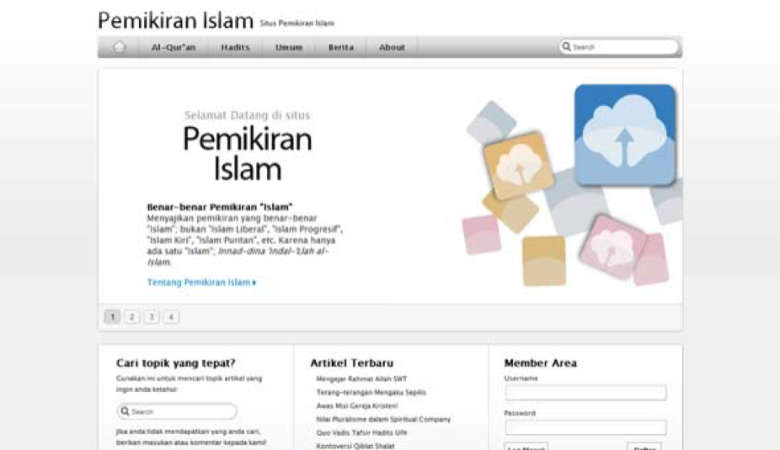 Pemikiran Islam Situs Pemikiran Islam
Al-Qur'an Hadits Umum Berita About Search
Selamat Datang di situs
Pemikiran
Islam
Benar-benar Pemikiran "Islam"
Menyajikan pemikiran yang benar-benar
"Islam"; bukan "Islam Liberal", "Islam Progresif",
"Islam Kiri", "Islam Puritan", etc. Karena hanya
ada satu "Islam"; Innad-dina 'Indal-'Llah al-
Islam.
Tentang Pemikiran Islam
1 2 3 4
Cari topik yang tepat?
Gunakan ini untuk mencari topik artikel yang
ingin anda ketahui:
Search
Jika anda tidak mendapatkan yang anda cari,
berikan masukan atau komentar kepada kami!
Artikel Terbaru
Mengejar Rahmat Allah SWT
Terang-terangan Mengaku Sepilis
Awas Misi Gereja Kristen!
Nilai Pluralisme dalam Spiritual Company
Quo Vadis Tafsir Hadits UIN
Kontroversi Qiblat Shalat
Member Area
Username
Password
Daftar